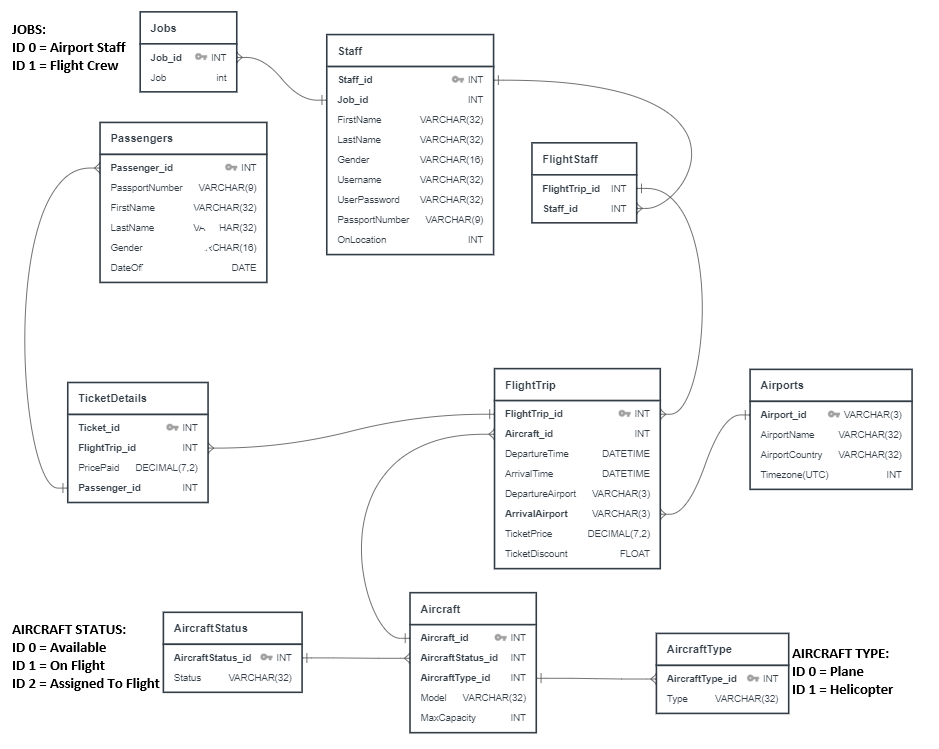 JOBS:
ID 0 = Airport Staff
ID 1 = Flight Crew
Jobs
Job_id INT
Job int
Staff
Staff_id INT
Job_id INT
FirstName VARCHAR(32)
LastName VARCHAR(32)
Gender VARCHAR(16)
Username VARCHAR(32)
UserPassword VARCHAR(32)
PassportNumber VARCHAR(9)
OnLocation INT
Passengers
Passenger_id INT
PassportNumber VARCHAR(9)
FirstName VARCHAR(32)
LastName HAR(32)
Gender CHAR(16)
DateOf DATE
FlightStaff
FlightTrip_id INT
Staff_id INT
TicketDetails
Ticket_id INT
FlightTrip_id INT
PricePaid DECIMAL(7,2)
Passenger_id INT
FlightTrip
FlightTrip_id INT
Aircraft_id INT
DepartureTime DATETIME
ArrivalTime DATETIME
DepartureAirport VARCHAR(3)
ArrivalAirport VARCHAR(3)
TicketPrice DECIMAL(7,2)
TicketDiscount FLOAT
Airports
Airport_id VARCHAR(3)
AirportName VARCHAR(32)
AirportCountry VARCHAR(32)
Timezone(UTC) INT
AIRCRAFT STATUS:
ID 0 = Available
ID 1 = On Flight
ID 2 = Assigned To Flight
AircraftStatus
AircraftStatus_id INT
Status VARCHAR(32)
Aircraft
Aircraft_id INT
AircraftStatus_id INT
AircraftType_id INT
Model VARCHAR(32)
MaxCapacity INT
AircraftType
AircraftType_id INT
Type VARCHAR(32)
AIRCRAFT TYPE:
ID 0 = Plane
ID 1 = Helicopter